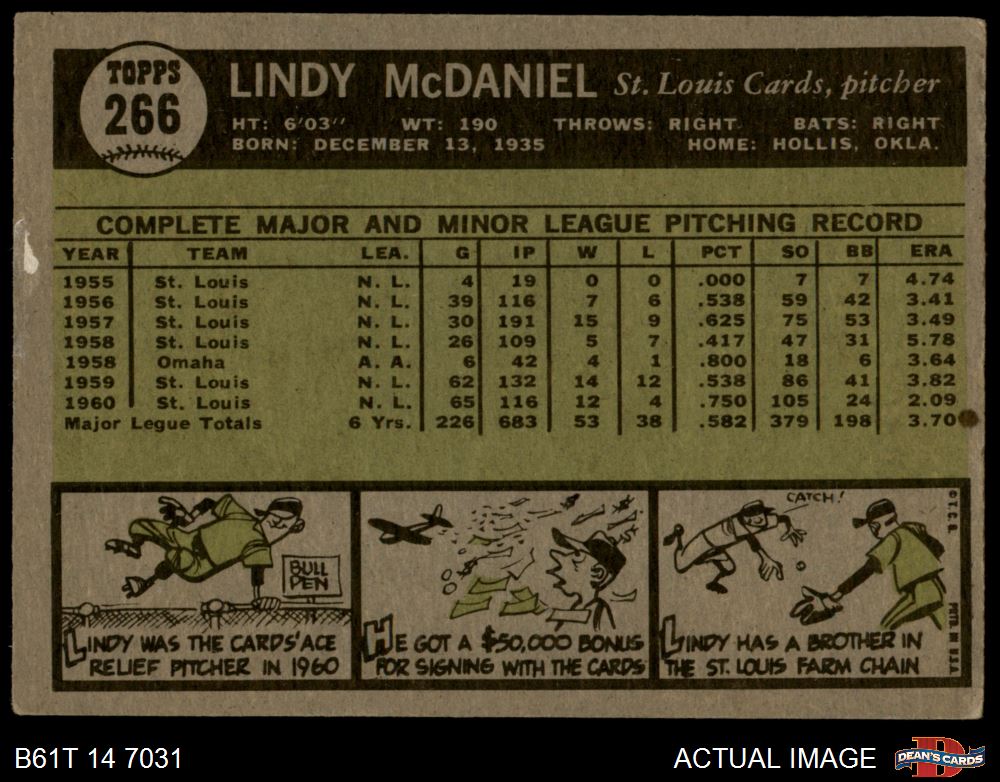 TOPPS
266
LINDY McDANIEL St. Louis Cards, pitcher
HT: 6'03" WT: 190 THROWS: RIGHT BATS: RIGHT
BORN: DECEMBER 13, 1935 HOME: HOLLIS, OKLA.
COMPLETE MAJOR AND MINOR LEAGUE PITCHING RECORD
YEAR TEAM LEA. G IP W L PCT SO BB ERA
1955 St. Louis N. L. 4 19 0 0 .000 7 7 4.74
1956 St. Louis N. L. 39 116 7 6 .538 59 42 3.41
1957 St. Louis N. L. 30 191 15 9 .625 75 53 3.49
1958 St. Louis N. L. 26 109 5 7 .417 47 31 5.78
1958 Omaha A. A. 6 42 4 1 .800 18 6 3.64
1959 St. Louis N. L. 62 132 14 12 .538 86 41 3.82
1960 St. Louis N. L. 65 116 12 4 .750 105 24 2.09
Major Legue Totals 6 Yrs. 226 683 53 38 .582 379 198 3.70
BULL
PEN
LINDY WAS THE CARDS' ACE
RELIEF PITCHER IN 1960
HE GOT A $50,000 BONUS
FOR SIGNING WITH THE CARDS
CATCH!
LINDY HAS A BROTHER IN
THE ST. LOUIS FARM CHAIN
© T.C.G.
PRTD. IN U.S.A.
B61T 14 7031
ACTUAL IMAGE
D
DEAN'S CARDS